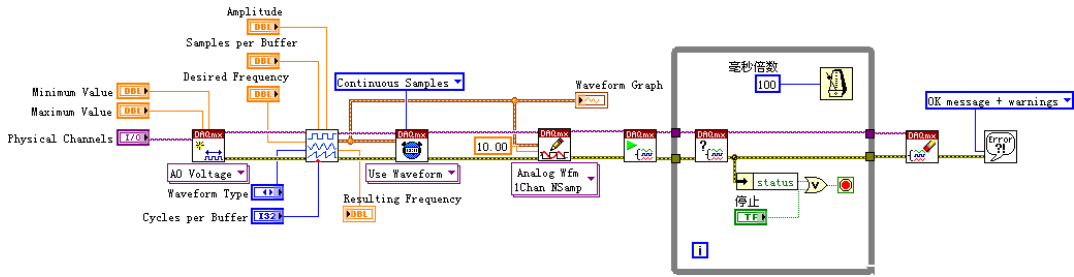 Amplitude
DBL
Samples per Buffer
DBL
Desired Frequency
DBL
Minimum Value
DBL
Maximum Value
DBL
Physical Channels
I/O
DAQmx
AO Voltage
Waveform Type
Cycles per Buffer
I32
Continuous Samples
DAQmx
Use Waveform
Resulting Frequency
DBL
Waveform Graph
10.00
DAQmx
Analog Wfm
1Chan NSamp
DAQmx
毫秒倍数
100
DAQmx
?
status
V
停止
TF
i
DAQmx
OK message + warnings
Error
?!